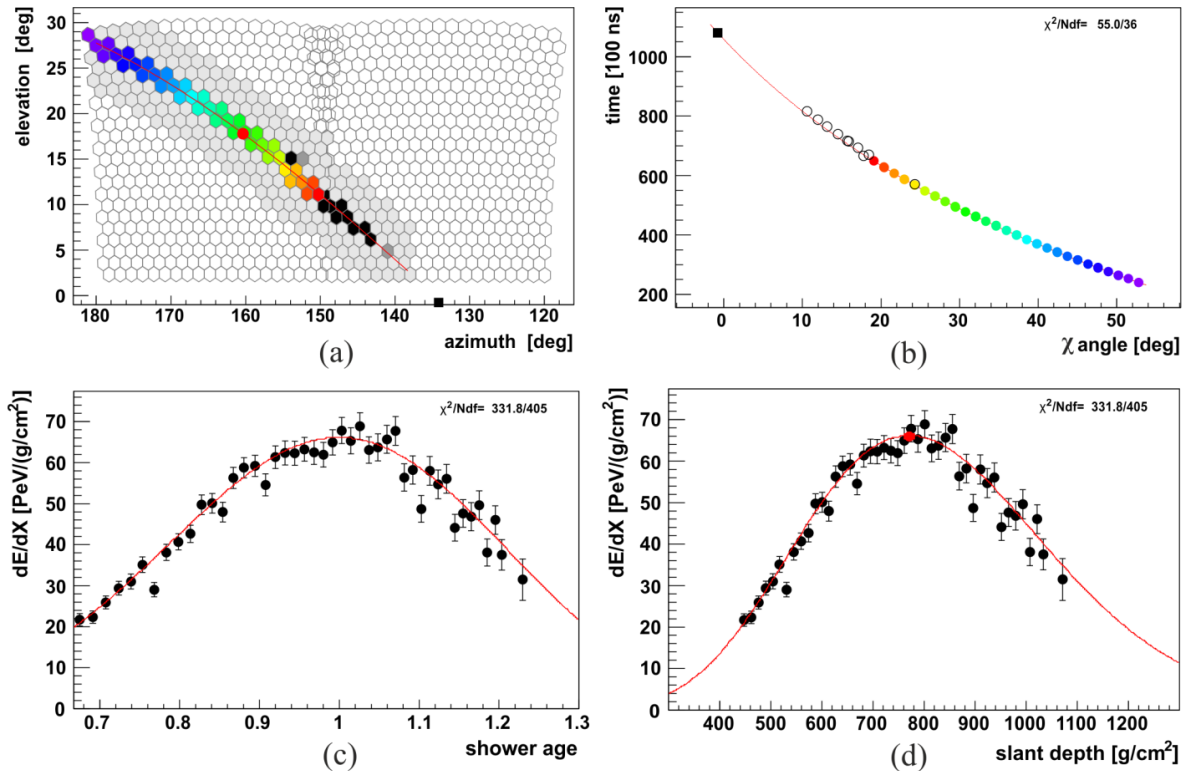 elevation [deg]
30
25
20
15
10
5
0
180 170 160 150 140 130 120
azimuth [deg]
(a)
time [100 ns]
χ²/Ndf= 55.0/36
1000
800
600
400
200
0 10 20 30 40 50
χ angle [deg]
(b)
dE/dX [PeV/(g/cm²)]
χ²/Ndf= 331.8/405
70
60
50
40
30
20
10
0
0.7 0.8 0.9 1 1.1 1.2 1.3
shower age
(c)
dE/dX [PeV/(g/cm²)]
χ²/Ndf= 331.8/405
70
60
50
40
30
20
10
0
400 500 600 700 800 900 1000 1100 1200
slant depth [g/cm²]
(d)